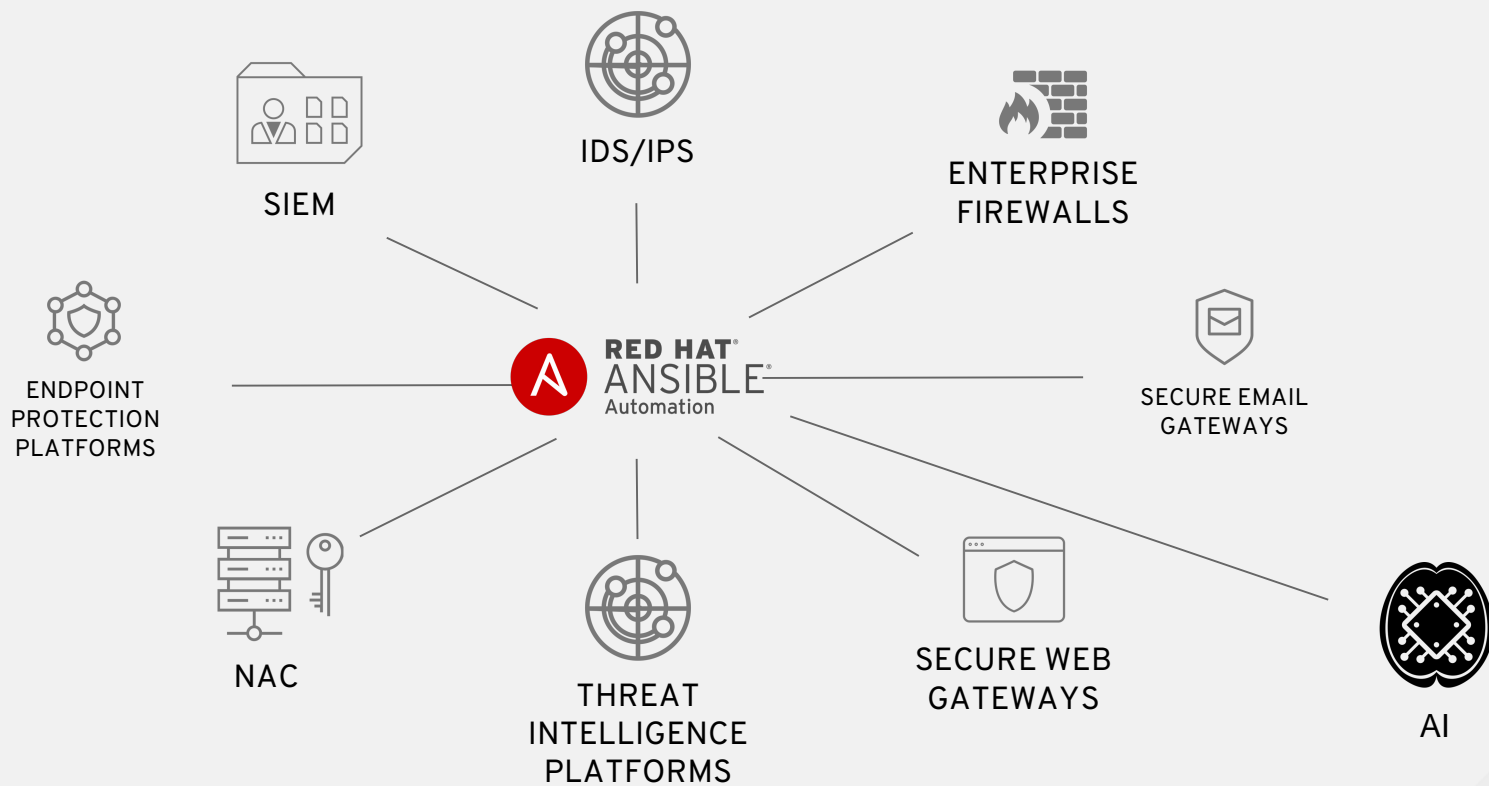 IDS/IPS
SIEM
ENTERPRISE
FIREWALLS
ENDPOINT
PROTECTION
PLATFORMS
RED HAT®
ANSIBLE®
Automation
SECURE EMAIL
GATEWAYS
NAC
THREAT
INTELLIGENCE
PLATFORMS
SECURE WEB
GATEWAYS
AI